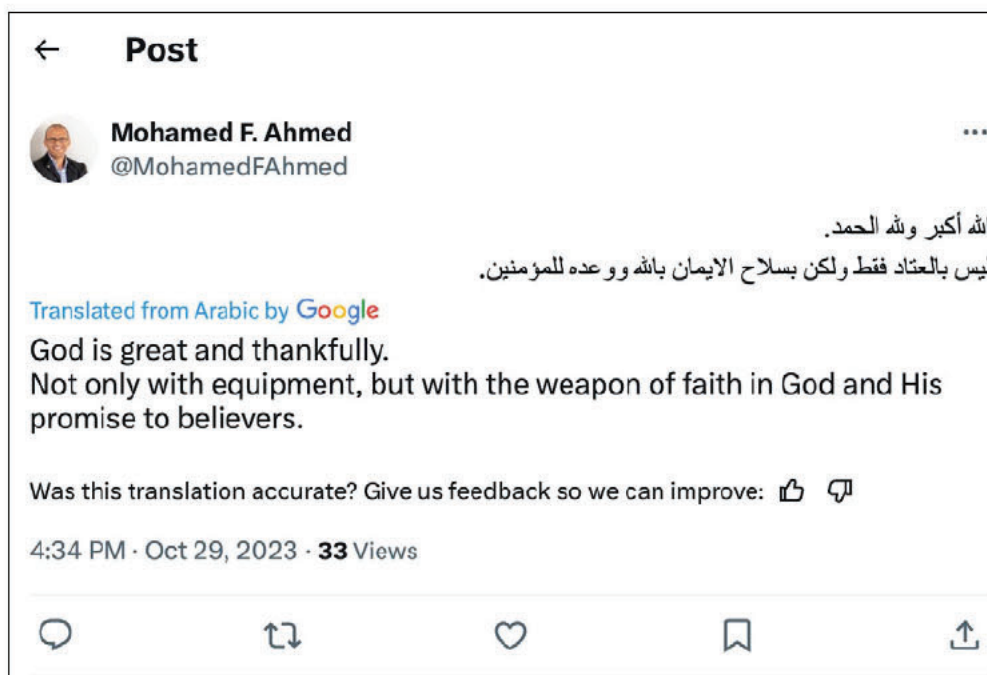 Post
Mohamed F. Ahmed
@MohamedFAhmed
الله أكبر ولله الحمد.
ليس بالعتاد فقط ولكن بسلاح الايمان بالله ووعده للمؤمنين.
Translated from Arabic by Google
God is great and thankfully.
Not only with equipment, but with the weapon of faith in God and His
promise to believers.
Was this translation accurate? Give us feedback so we can improve:
4:34 PM · Oct 29, 2023 · 33 Views